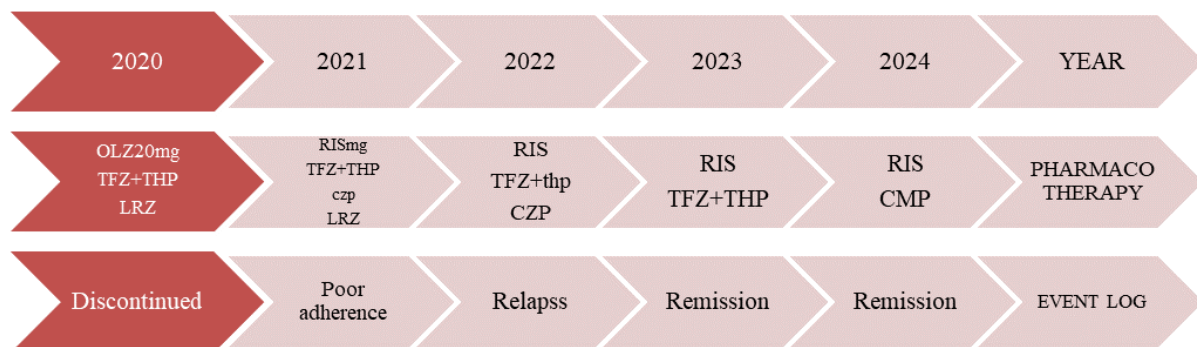 2020
2021
2022
2023
2024
YEAR
OLZ20mg
TFZ+THP
LRZ
RISmg
TFZ+THP
czp
LRZ
RIS
TFZ+thp
CZP
RIS
TFZ+THP
RIS
CMP
PHARMACO
THERAPY
Discontinued
Poor
adherence
Relapss
Remission
Remission
EVENT LOG